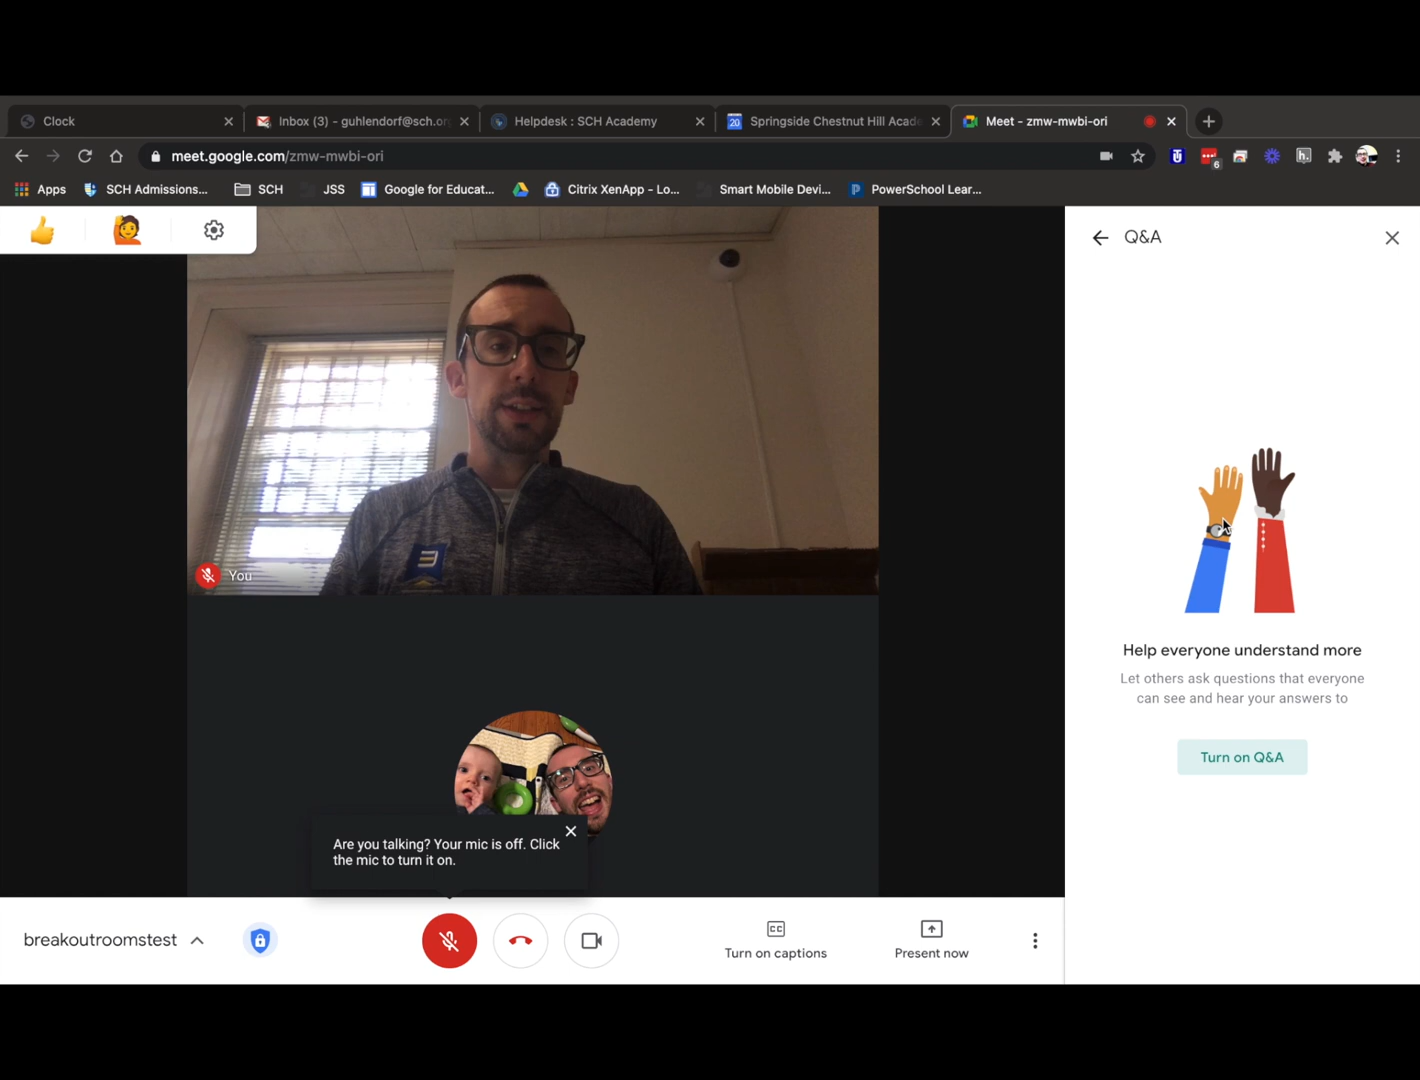 Clock
Inbox (3) - guhlendorf@sch.or
Helpdesk : SCH Academy
20
Springside Chestnut Hill Acade
Meet - zmw-mwbi-ori
meet.google.com/zmw-mwbi-ori
6
h.
Apps
SCH Admissions...
SCH
JSS
Google for Educat...
Citrix XenApp - Lo...
Smart Mobile Devi...
P
PowerSchool Lear...
Q&A
You
Help everyone understand more
Let others ask questions that everyone
can see and hear your answers to
Turn on Q&A
Are you talking? Your mic is off. Click
the mic to turn it on.
breakoutroomstest
CC
Turn on captions
Present now